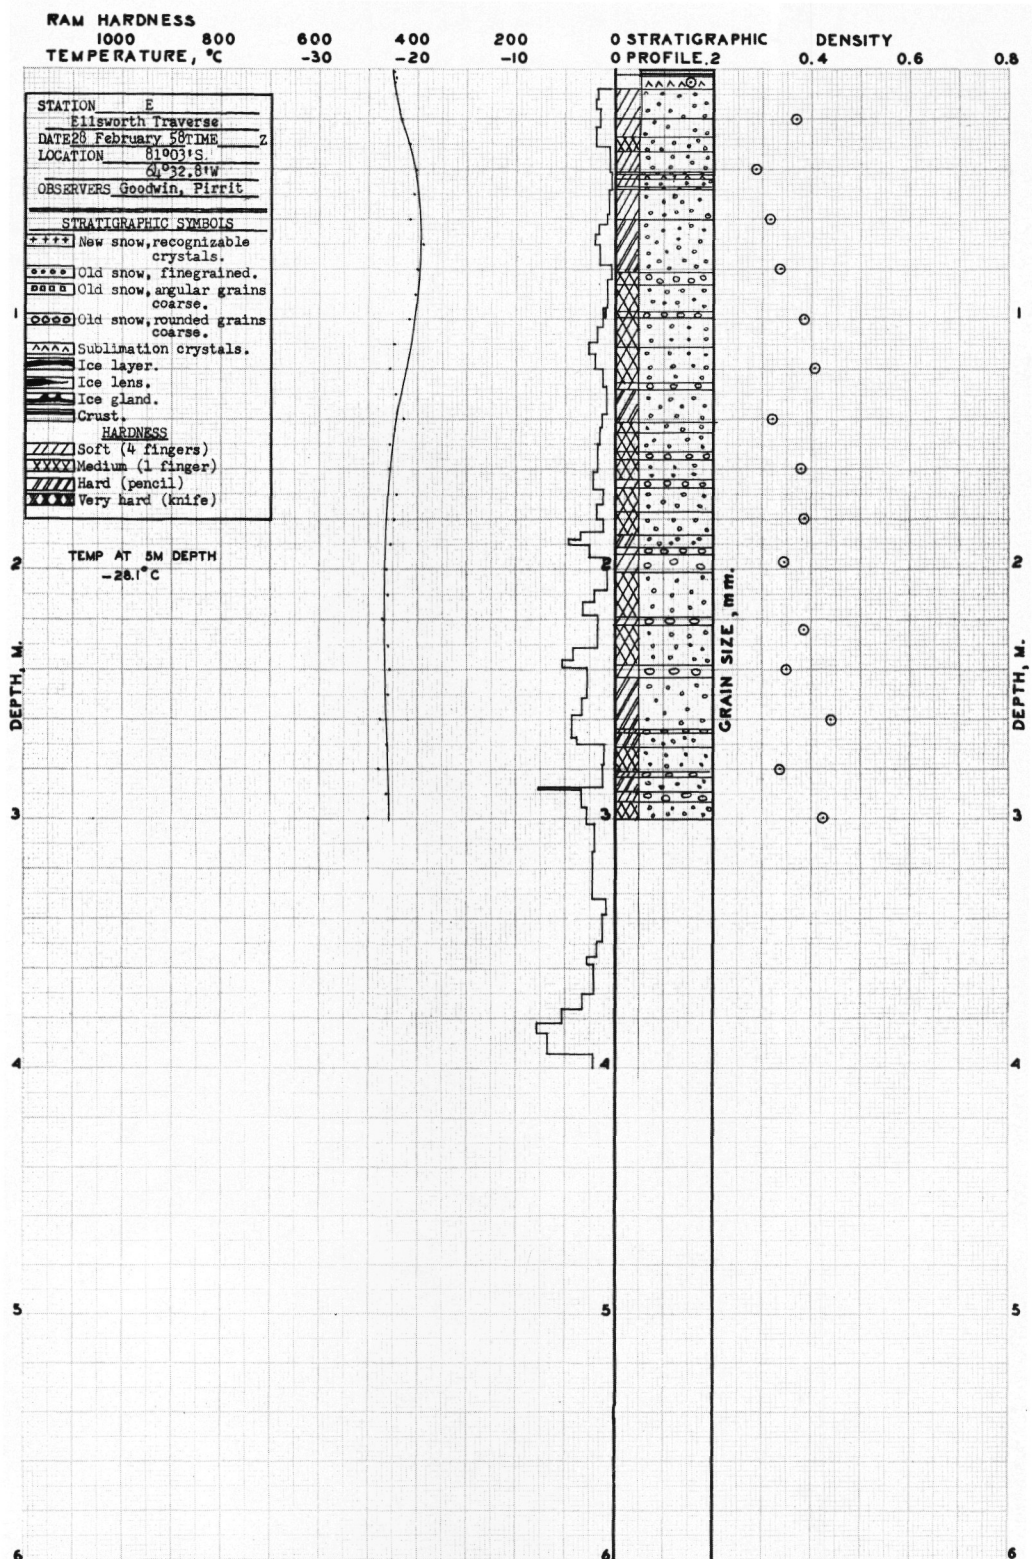 RAM HARDNESS
1000 800 600 400 200 0 STRATIGRAPHIC DENSITY
TEMPERATURE, °C -30 -20 -10 0 PROFILE .2 0.4 0.6 0.8
STATION E
Ellsworth Traverse
DATE 28 February 58 TIME Z
LOCATION 81°03'S.
64°32.8'W
OBSERVERS Goodwin, Pirrit
STRATIGRAPHIC SYMBOLS
New snow, recognizable
crystals.
Old snow, finegrained.
Old snow, angular grains
coarse.
Old snow, rounded grains
coarse.
Sublimation crystals.
Ice layer.
Ice lens.
Ice gland.
Crust.
HARDNESS
Soft (4 fingers)
Medium (1 finger)
Hard (pencil)
Very hard (knife)
TEMP AT 5M DEPTH
-28.1°C
1 1 1
2 2 2
DEPTH, M.
GRAIN SIZE, mm.
DEPTH, M.
3 3 3
4 4 4
5 5 5
6 6 6